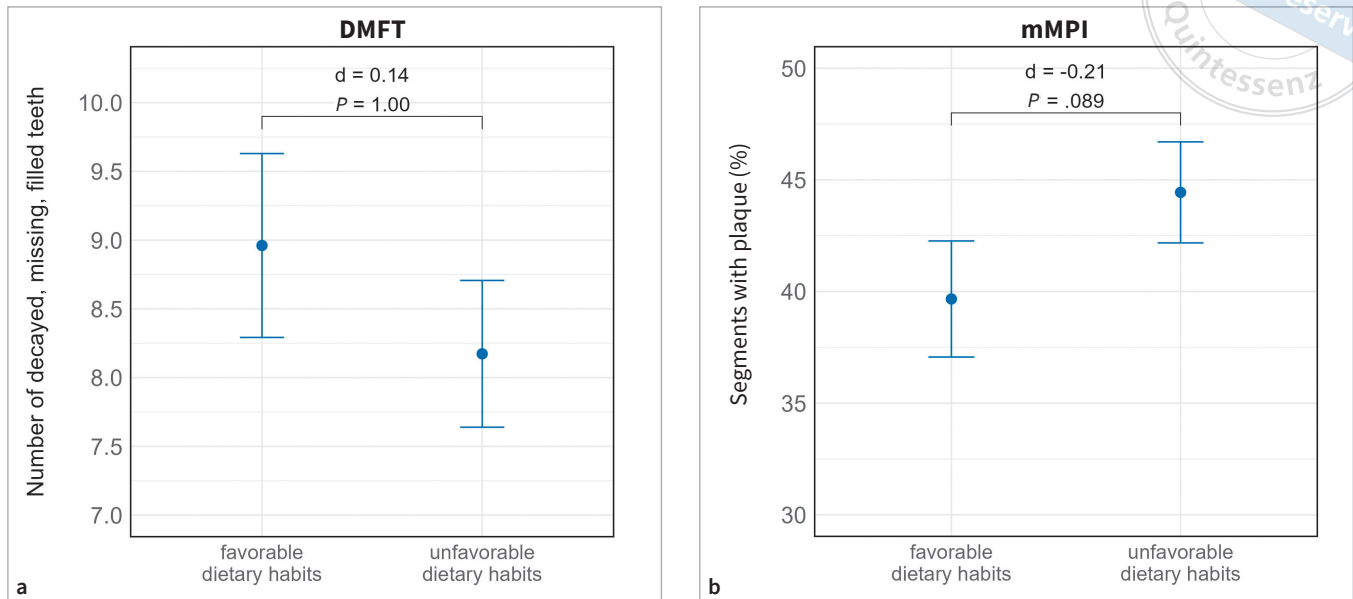 DMFT
d = 0.14
P = 1.00
Number of decayed, missing, filled teeth
10.0
9.5
9.0
8.5
8.0
7.5
7.0
favorable
dietary habits
unfavorable
dietary habits
a
mMPI
d = -0.21
P = .089
Segments with plaque (%)
50
45
40
35
30
favorable
dietary habits
unfavorable
dietary habits
b
Quintessenz